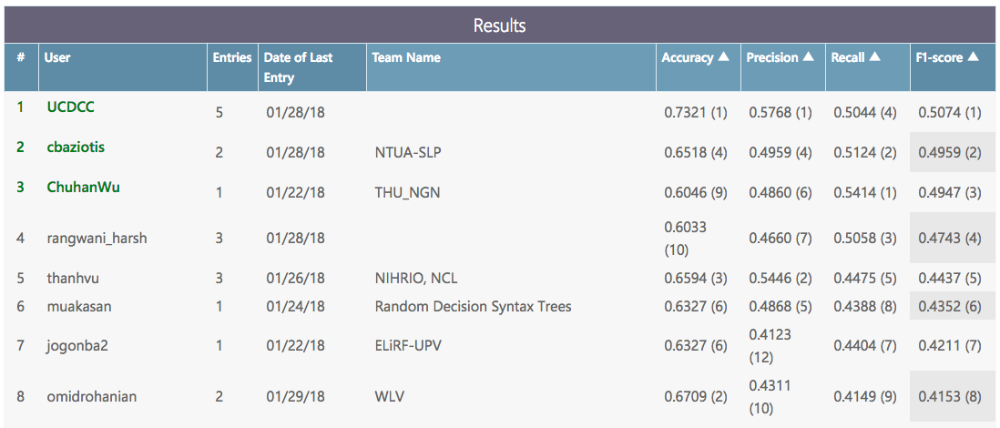 Results
# User Entries Date of Last Entry Team Name Accuracy ▲ Precision ▲ Recall ▲ F1-score ▲
1 UCDCC 5 01/28/18 0.7321 (1) 0.5768 (1) 0.5044 (4) 0.5074 (1)
2 cbaziotis 2 01/28/18 NTUA-SLP 0.6518 (4) 0.4959 (4) 0.5124 (2) 0.4959 (2)
3 ChuhanWu 1 01/22/18 THU_NGN 0.6046 (9) 0.4860 (6) 0.5414 (1) 0.4947 (3)
4 rangwani_harsh 3 01/28/18 0.6033 (10) 0.4660 (7) 0.5058 (3) 0.4743 (4)
5 thanhvu 3 01/26/18 NIHRIO, NCL 0.6594 (3) 0.5446 (2) 0.4475 (5) 0.4437 (5)
6 muakasan 1 01/24/18 Random Decision Syntax Trees 0.6327 (6) 0.4868 (5) 0.4388 (8) 0.4352 (6)
7 jogonba2 1 01/22/18 ELiRF-UPV 0.6327 (6) 0.4123 (12) 0.4404 (7) 0.4211 (7)
8 omidrohanian 2 01/29/18 WLV 0.6709 (2) 0.4311 (10) 0.4149 (9) 0.4153 (8)